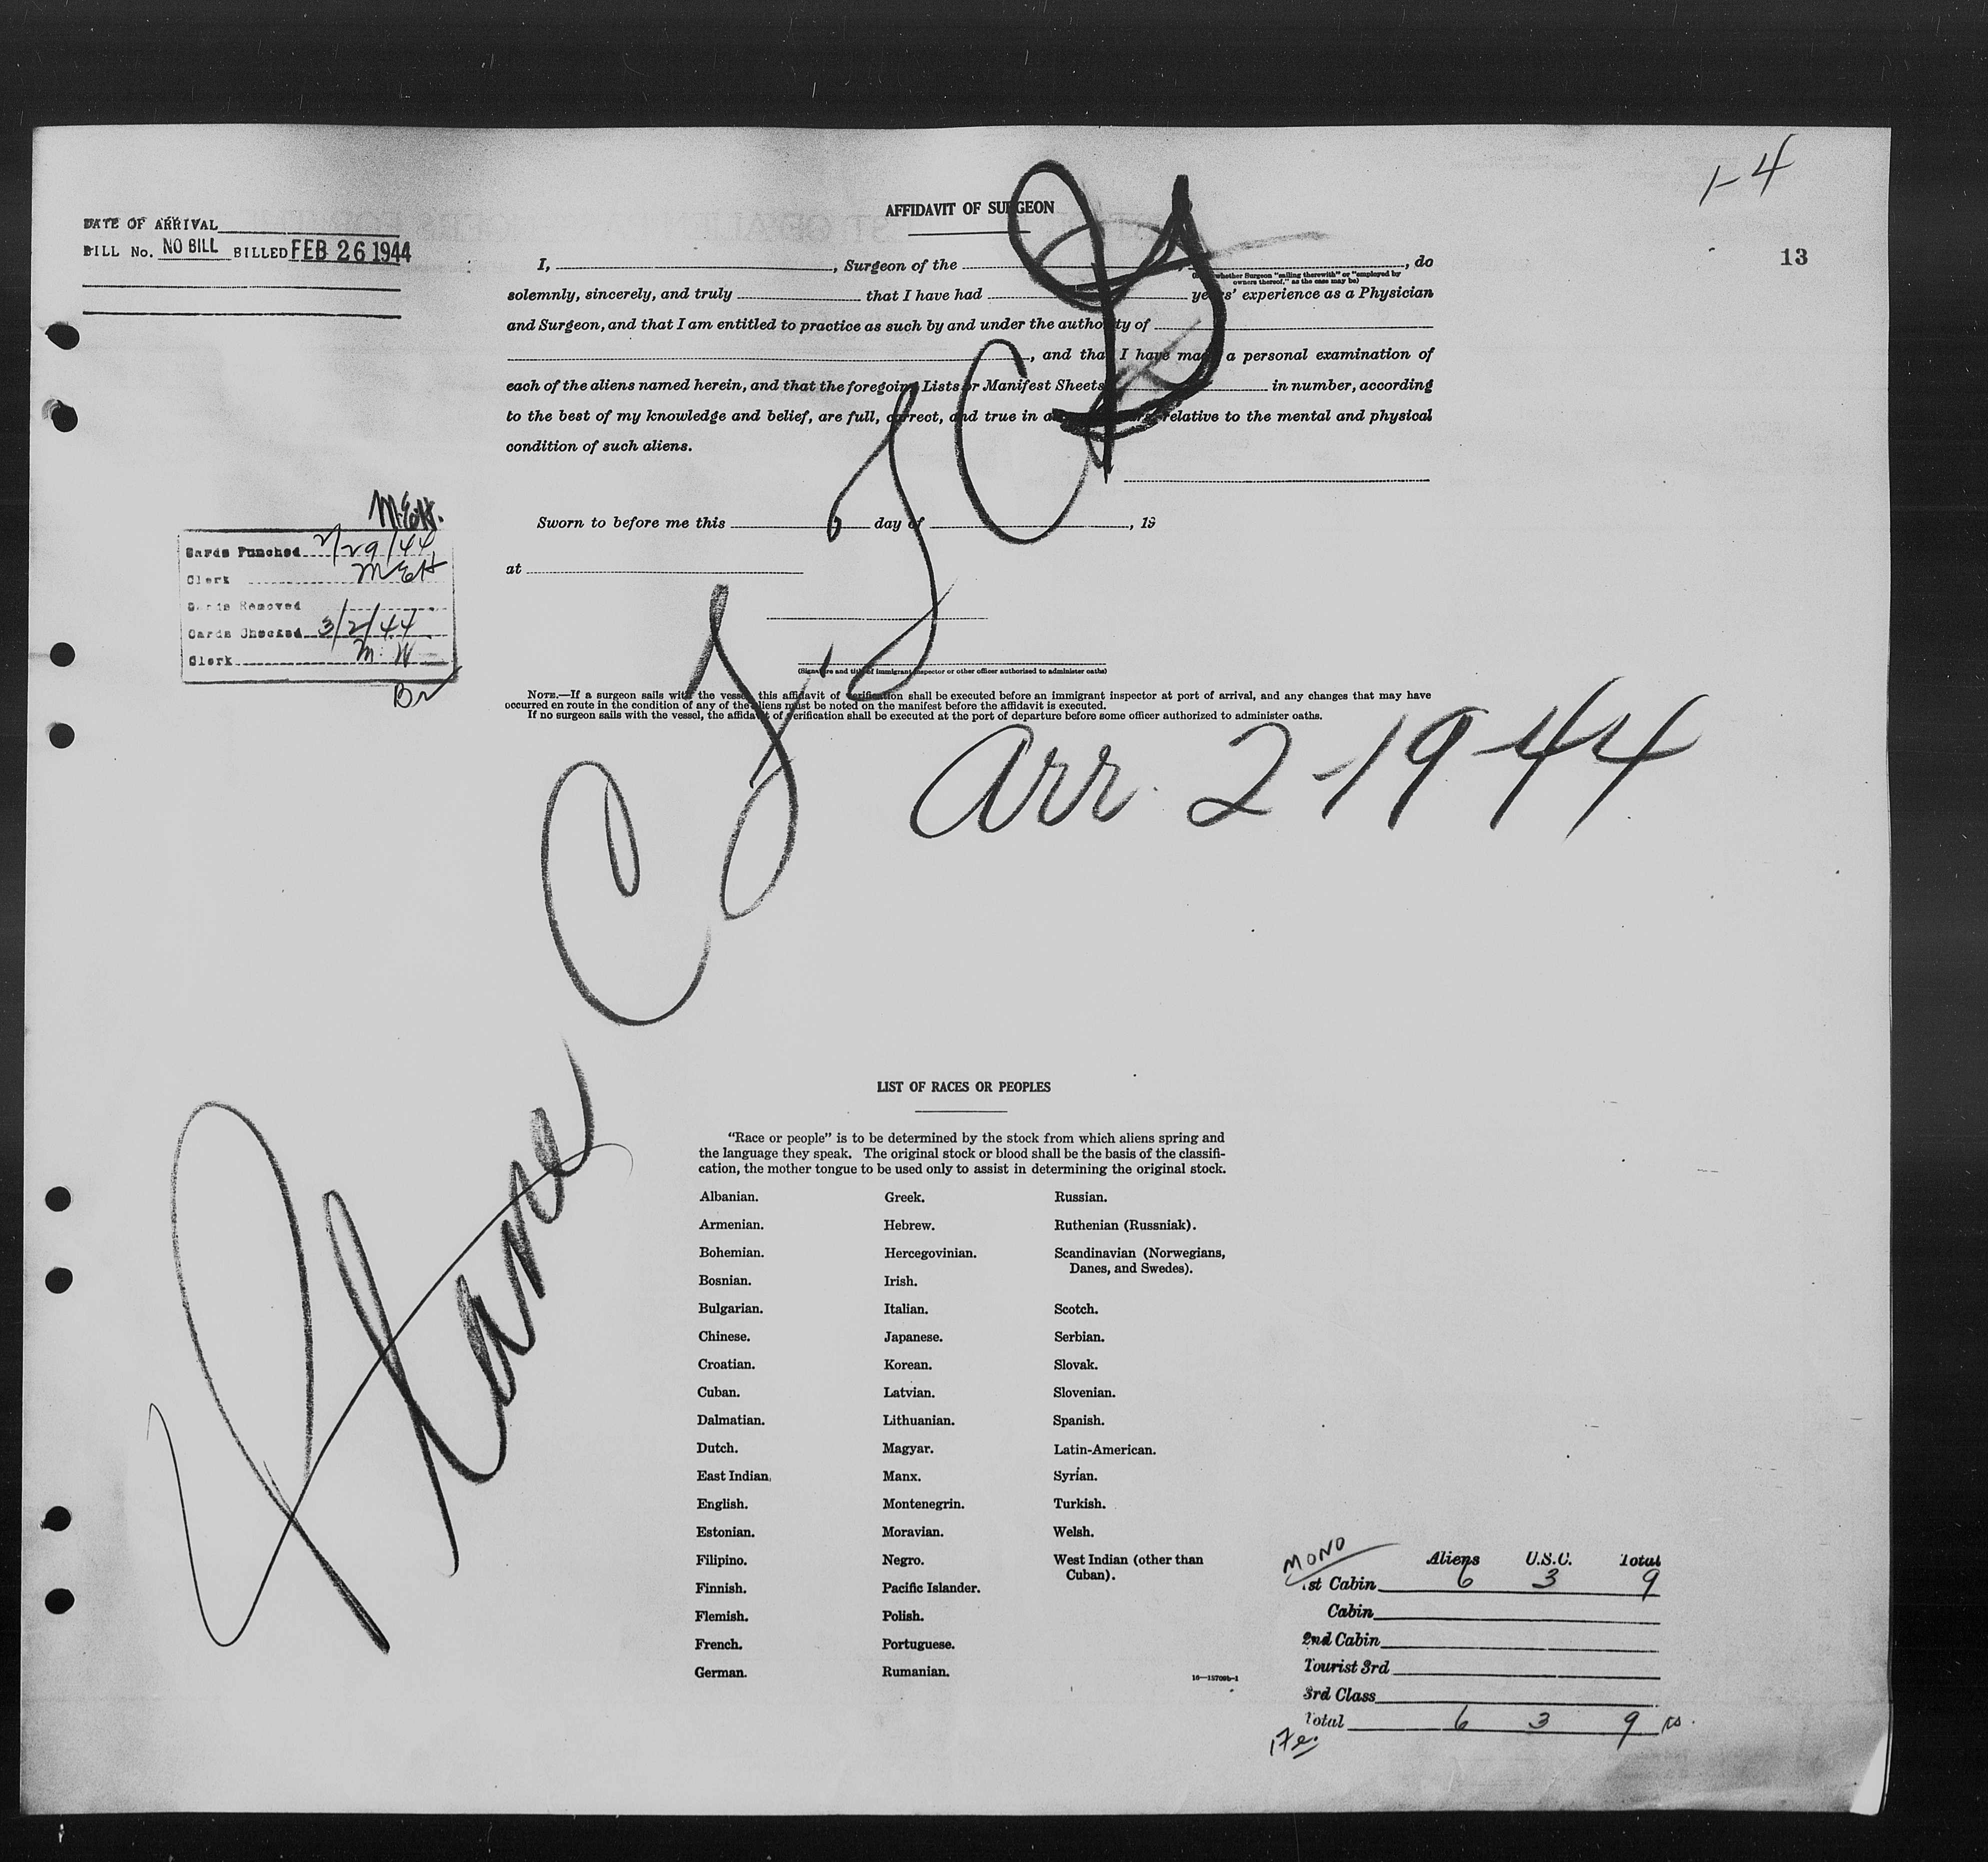 1-4
13
DATE OF ARRIVAL
BILL No. NO BILL BILLED FEB 26 1944
AFFIDAVIT OF SURGEON
I, , Surgeon of the , do
solemnly, sincerely, and truly that I have had years' experience as a Physician
and Surgeon, and that I am entitled to practice as such by and under the authority of
, and that I have made a personal examination of
each of the aliens named herein, and that the foregoing Lists or Manifest Sheets, in number, according
to the best of my knowledge and belief, are full, correct, and true in relative to the mental and physical
condition of such aliens.
Sworn to before me this day of , 19
at
(Signature and title of immigrant inspector or other officer authorized to administer oaths)
NOTE.—If a surgeon sails with the vessel, this affidavit of verification shall be executed before an immigrant inspector at port of arrival, and any changes that may have
occurred en route in the condition of any of the aliens must be noted on the manifest before the affidavit is executed.
If no surgeon sails with the vessel, the affidavit of verification shall be executed at the port of departure before some officer authorized to administer oaths.
M.E.H.
Cards Punched 2/29/44
Clerk MEH
Cards Removed
Cards Checked 3/2/44
Clerk M. W
Arr. 2-19-44
Plane
LIST OF RACES OR PEOPLES
"Race or people" is to be determined by the stock from which aliens spring and
the language they speak. The original stock or blood shall be the basis of the classifi-
cation, the mother tongue to be used only to assist in determining the original stock.
Albanian. Greek. Russian.
Armenian. Hebrew. Ruthenian (Russniak).
Bohemian. Hercegovinian. Scandinavian (Norwegians,
Danes, and Swedes).
Bosnian. Irish.
Bulgarian. Italian. Scotch.
Chinese. Japanese. Serbian.
Croatian. Korean. Slovak.
Cuban. Latvian. Slovenian.
Dalmatian. Lithuanian. Spanish.
Dutch. Magyar. Latin-American.
East Indian. Manx. Syrian.
English. Montenegrin. Turkish.
Estonian. Moravian. Welsh.
Filipino. Negro. West Indian (other than
Cuban).
Finnish. Pacific Islander.
Flemish. Polish.
French. Portuguese.
German. Rumanian.
MONO
Aliens U.S.C. Total
1st Cabin 6 3 9
Cabin
2nd Cabin
Tourist 3rd
3rd Class
Total 6 3 9